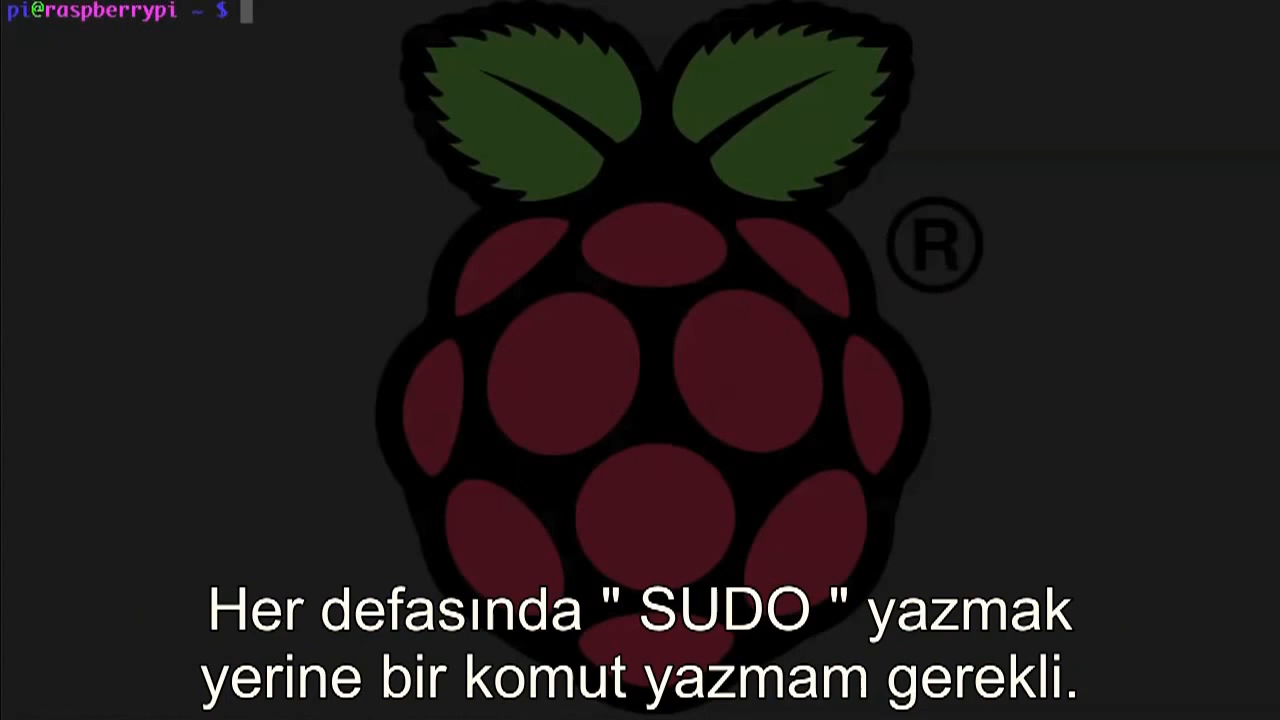 pi@raspberrypi ~ $
®
Her defasında " SUDO " yazmak
yerine bir komut yazmam gerekli.